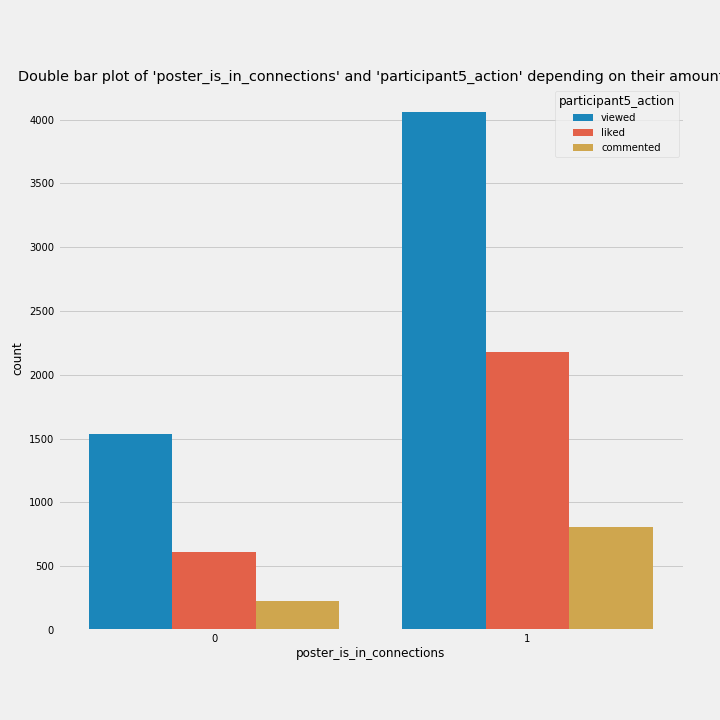 Double bar plot of 'poster_is_in_connections' and 'participant5_action' depending on their amount
participant5_action
viewed
liked
commented
4000
3500
3000
2500
2000
1500
1000
500
0
count
0 1
poster_is_in_connections